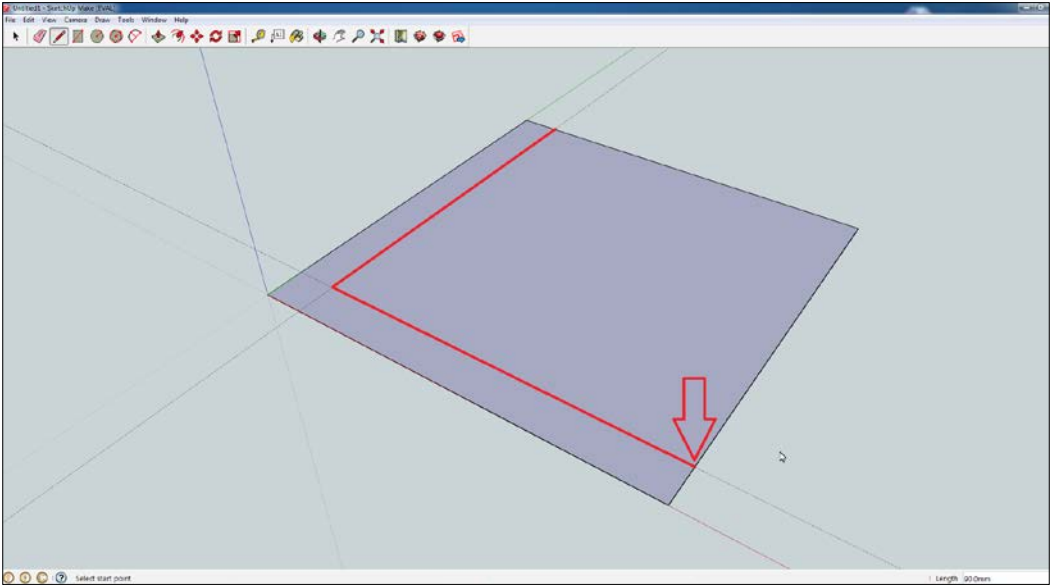 Untitled1 - SketchUp Make EVAL
File Edit View Camera Draw Tools Window Help
Select start point
Length 90.0mm